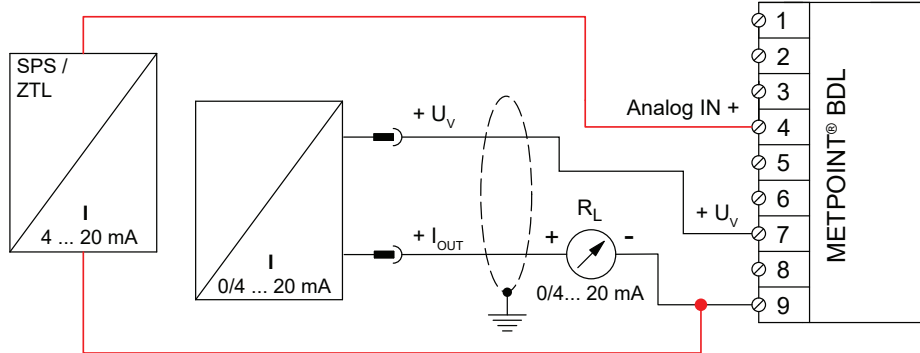 SPS /
ZTL
I
4 ... 20 mA
I
0/4 ... 20 mA
+ U_V
+ I_OUT
Analog IN +
R_L
+ -
0/4... 20 mA
+ U_V
1
2
3
4
5
6
7
8
9
METPOINT® BDL